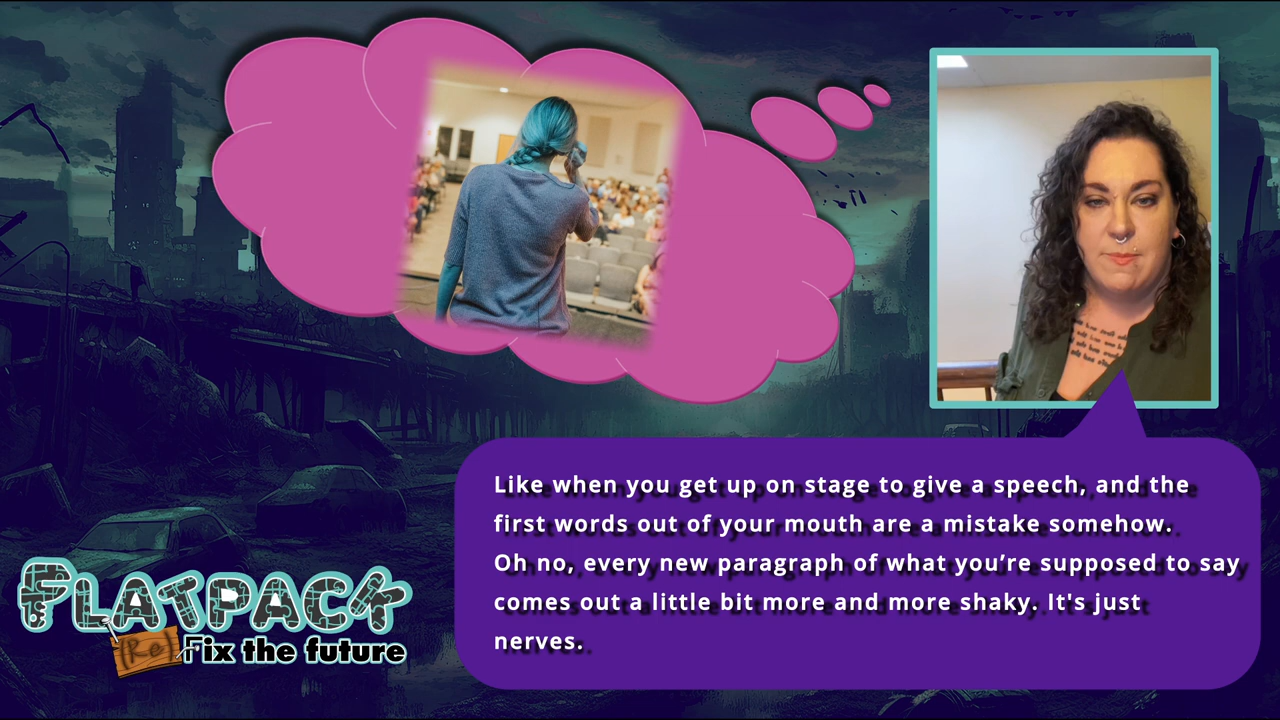 Like when you get up on stage to give a speech, and the
first words out of your mouth are a mistake somehow.
Oh no, every new paragraph of what you’re supposed to say
comes out a little bit more and more shaky. It's just
nerves.
FLATPACK
(Re) Fix the future